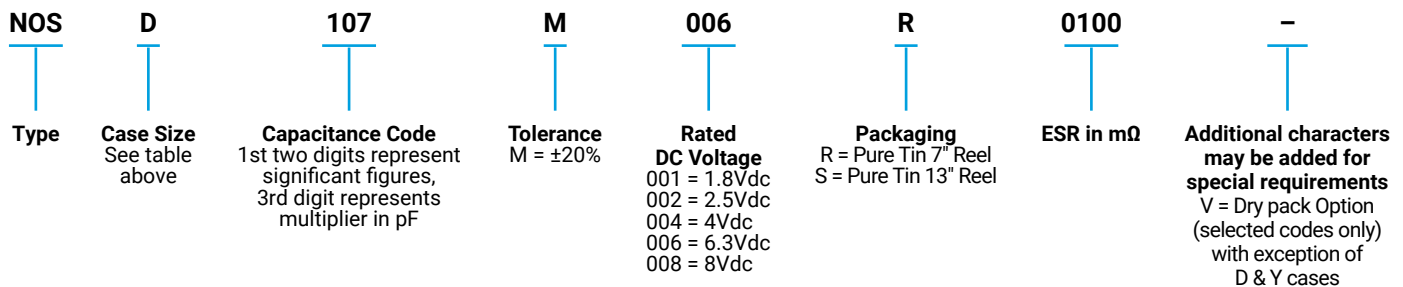 NOS
D
107
M
006
R
0100
–
Type
Case Size
See table
above
Capacitance Code
1st two digits represent
significant figures,
3rd digit represents
multiplier in pF
Tolerance
M = ±20%
Rated
DC Voltage
001 = 1.8Vdc
002 = 2.5Vdc
004 = 4Vdc
006 = 6.3Vdc
008 = 8Vdc
Packaging
R = Pure Tin 7" Reel
S = Pure Tin 13" Reel
ESR in mΩ
Additional characters
may be added for
special requirements
V = Dry pack Option
(selected codes only)
with exception of
D & Y cases